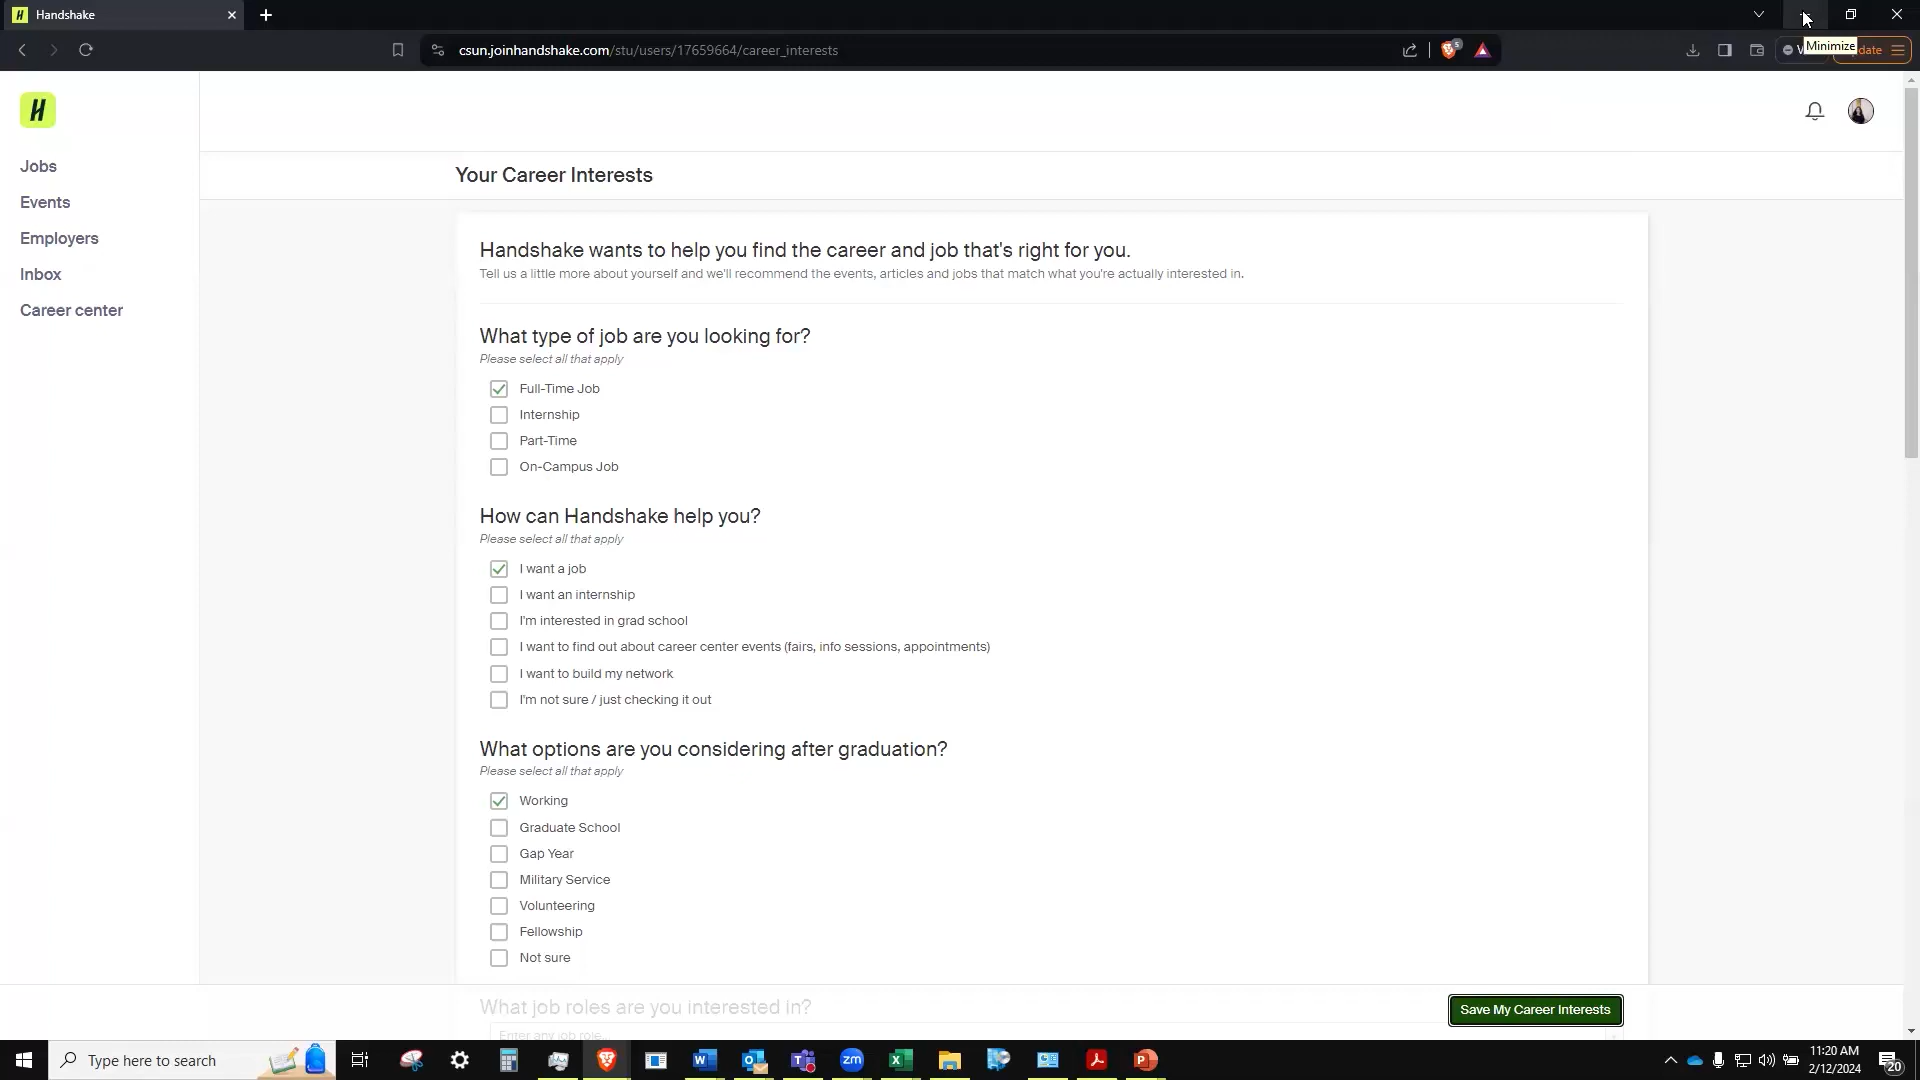 Handshake
csun.joinhandshake.com/stu/users/17659664/career_interests
5
Minimize
date
Jobs
Events
Employers
Inbox
Career center
Your Career Interests
Handshake wants to help you find the career and job that's right for you.
Tell us a little more about yourself and we'll recommend the events, articles and jobs that match what you're actually interested in.
What type of job are you looking for?
Please select all that apply
Full-Time Job
Internship
Part-Time
On-Campus Job
How can Handshake help you?
Please select all that apply
I want a job
I want an internship
I'm interested in grad school
I want to find out about career center events (fairs, info sessions, appointments)
I want to build my network
I'm not sure / just checking it out
What options are you considering after graduation?
Please select all that apply
Working
Graduate School
Gap Year
Military Service
Volunteering
Fellowship
Not sure
What job roles are you interested in?
Enter any job role...
Save My Career Interests
Type here to search
11:20 AM
2/12/2024
20